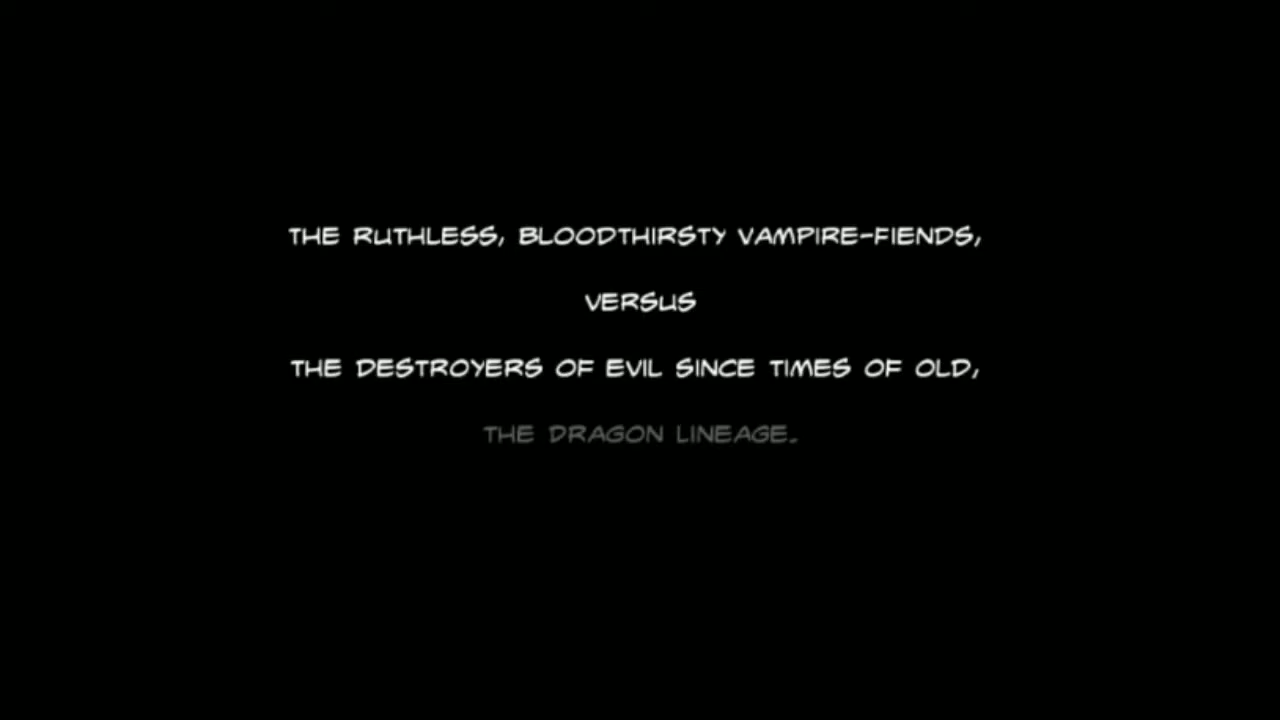 THE RUTHLESS, BLOODTHIRSTY VAMPIRE-FIENDS,
VERSUS
THE DESTROYERS OF EVIL SINCE TIMES OF OLD,
THE DRAGON LINEAGE.